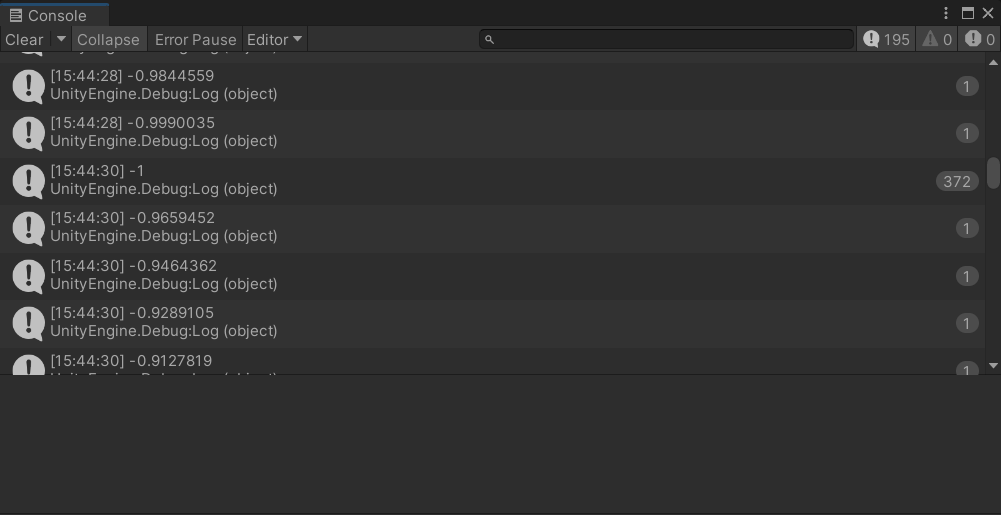 Console
Clear Collapse Error Pause Editor 195 0 0
[15:44:28] -0.9844559 1
UnityEngine.Debug:Log (object)
[15:44:28] -0.9990035 1
UnityEngine.Debug:Log (object)
[15:44:30] -1 372
UnityEngine.Debug:Log (object)
[15:44:30] -0.9659452 1
UnityEngine.Debug:Log (object)
[15:44:30] -0.9464362 1
UnityEngine.Debug:Log (object)
[15:44:30] -0.9289105 1
UnityEngine.Debug:Log (object)
[15:44:30] -0.9127819 1